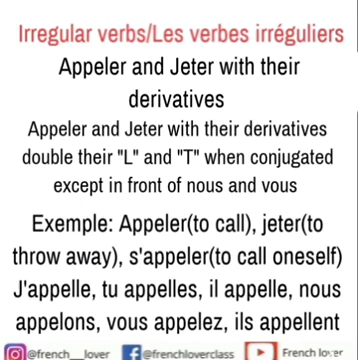 Irregular verbs/Les verbes irréguliers
Appeler and Jeter with their
derivatives
Appeler and Jeter with their derivatives
double their "L" and "T" when conjugated
except in front of nous and vous
Exemple: Appeler(to call), jeter(to
throw away), s'appeler(to call oneself)
J'appelle, tu appelles, il appelle, nous
appelons, vous appelez, ils appellent
@french__lover @frenchloverclass French lover